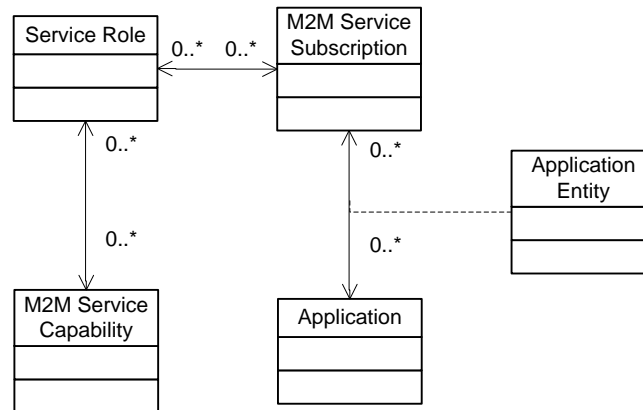 Service Role
0..*
0..*
M2M Service
Subscription
0..*
0..*
Application
Entity
0..*
0..*
M2M Service
Capability
Application